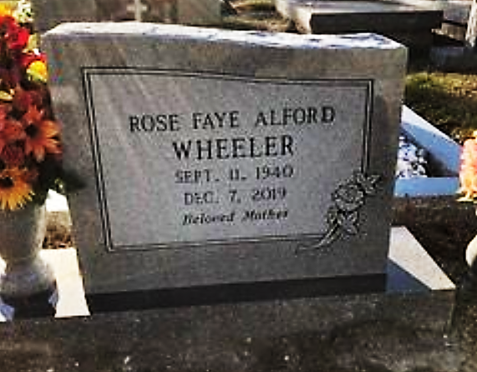 ROSE FAYE ALFORD
WHEELER
SEPT. 11, 1940
DEC. 7, 2019
Beloved Mother